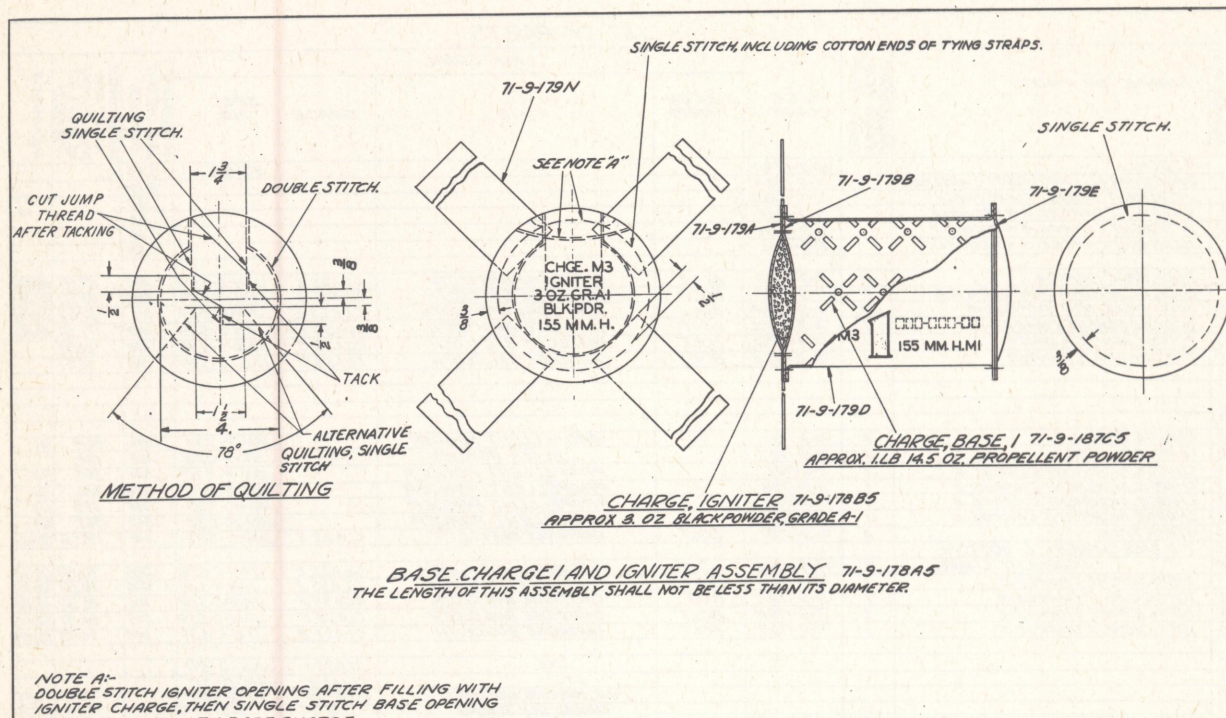 SINGLE STITCH, INCLUDING COTTON ENDS OF TYING STRAPS.
71-9-179N
QUILTING
SINGLE STITCH.
SINGLE STITCH.
SEE NOTE "A"
1 3/4
DOUBLE STITCH.
71-9-179B
71-9-179E
CUT JUMP
THREAD
AFTER TACKING
71-9-179A
3/8
CHGE. M3
IGNITER
3 OZ. GR. A1
BLK. PDR.
155 MM. H.
1/2
1/2
3/8
3/8
1/2
M3
155 MM. H. M1
3/8
TACK
1 1/2
4.
78°
ALTERNATIVE
QUILTING, SINGLE
STITCH
71-9-179D
CHARGE, BASE, 1 71-9-187C5
APPROX. 1 LB 14.5 OZ. PROPELLENT POWDER
METHOD OF QUILTING
CHARGE, IGNITER 71-9-178B5
APPROX 3. OZ BLACK POWDER, GRADE A-1
BASE CHARGE 1 AND IGNITER ASSEMBLY 71-9-178A5
THE LENGTH OF THIS ASSEMBLY SHALL NOT BE LESS THAN ITS DIAMETER.
NOTE A:-
DOUBLE STITCH IGNITER OPENING AFTER FILLING WITH
IGNITER CHARGE, THEN SINGLE STITCH BASE OPENING